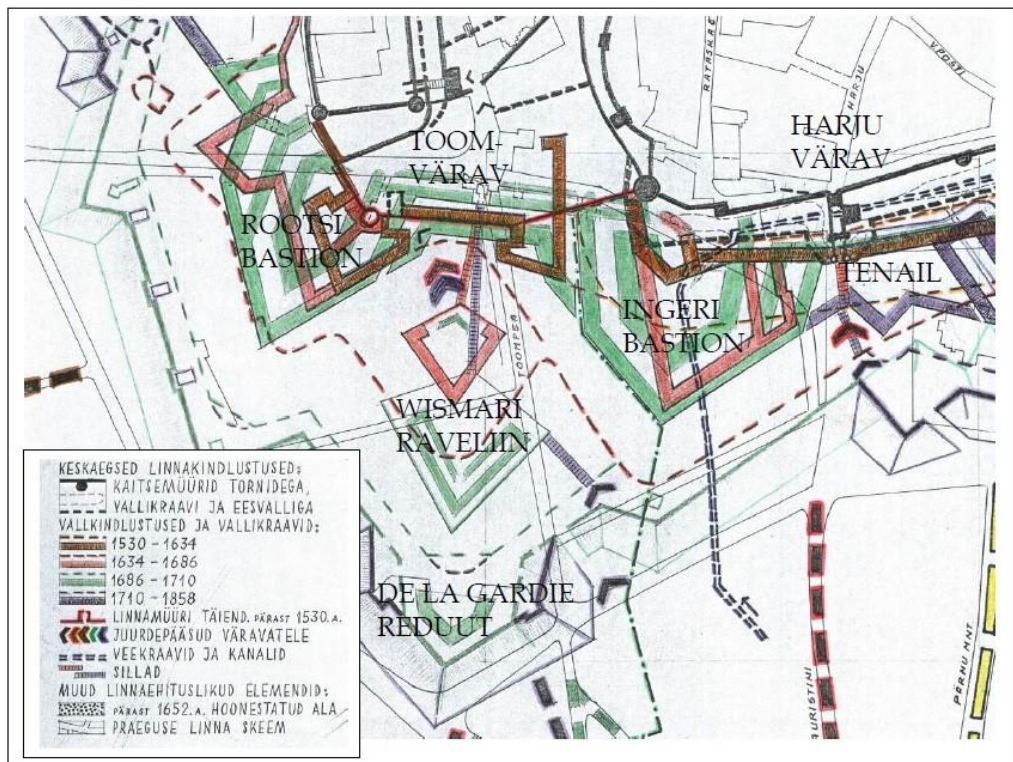 RATASKAE
HARJU
V.POSTI
TOOM-
VÄRAV
HARJU
VÄRAV
ROOTSI
BASTION
TENAIL
INGERI
BASTION
TOOMPEA
WISMARI
RAVELIIN
DE LA GARDIE
REDUUT
PÄRNU MNT.
KESKAEGSED LINNAKINDLUSTUSED:
KAITSEMÜÜRID TORNIDEGA,
VALLIKRAAVI JA EESVALLIGA
VALLKINDLUSTUSED JA VALLIKRAAVID:
1530 - 1634
1634 - 1686
1686 - 1710
1710 - 1858
LINNAMÜÜRI TÄIEND. PÄRAST 1530.A.
JUURDEPÄÄSUD VÄRAVATELE
VEEKRAAVID JA KANALID
SILLAD
MUUD LINNAEHITUSLIKUD ELEMENDID:
PÄRAST 1652.A. HOONESTATUD ALA
PRAEGUSE LINNA SKEEM